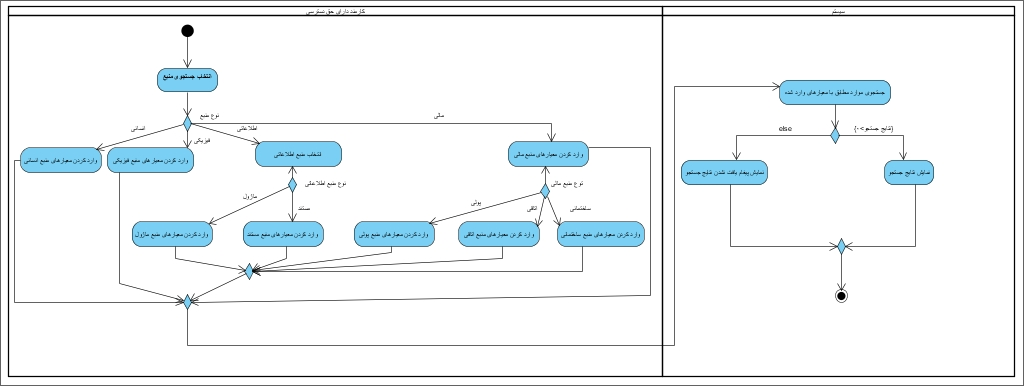 کارمند دارای حق دسترسی
سیستم
انتخاب جستجوی منبع
نوع منبع
انسانی
فیزیکی
اطلاعاتی
مالی
وارد کردن معیارهای منبع انسانی
وارد کردن معیارهای منبع فیزیکی
انتخاب منبع اطلاعاتی
وارد کردن معیارهای منبع مالی
نوع منبع اطلاعاتی
ماژول
مستند
نوع منبع مالی
پولی
اتاقی
ساختمانی
وارد کردن معیارهای منبع ماژول
وارد کردن معیارهای منبع مستند
وارد کردن معیارهای منبع پولی
وارد کردن معیارهای منبع اتاقی
وارد کردن معیارهای منبع ساختمانی
جستجوی موارد مطابق با معیارهای وارد شده
else
{نتایج جستجو > ۰}
نمایش پیغام یافت نشدن نتایج جستجو
نمایش نتایج جستجو